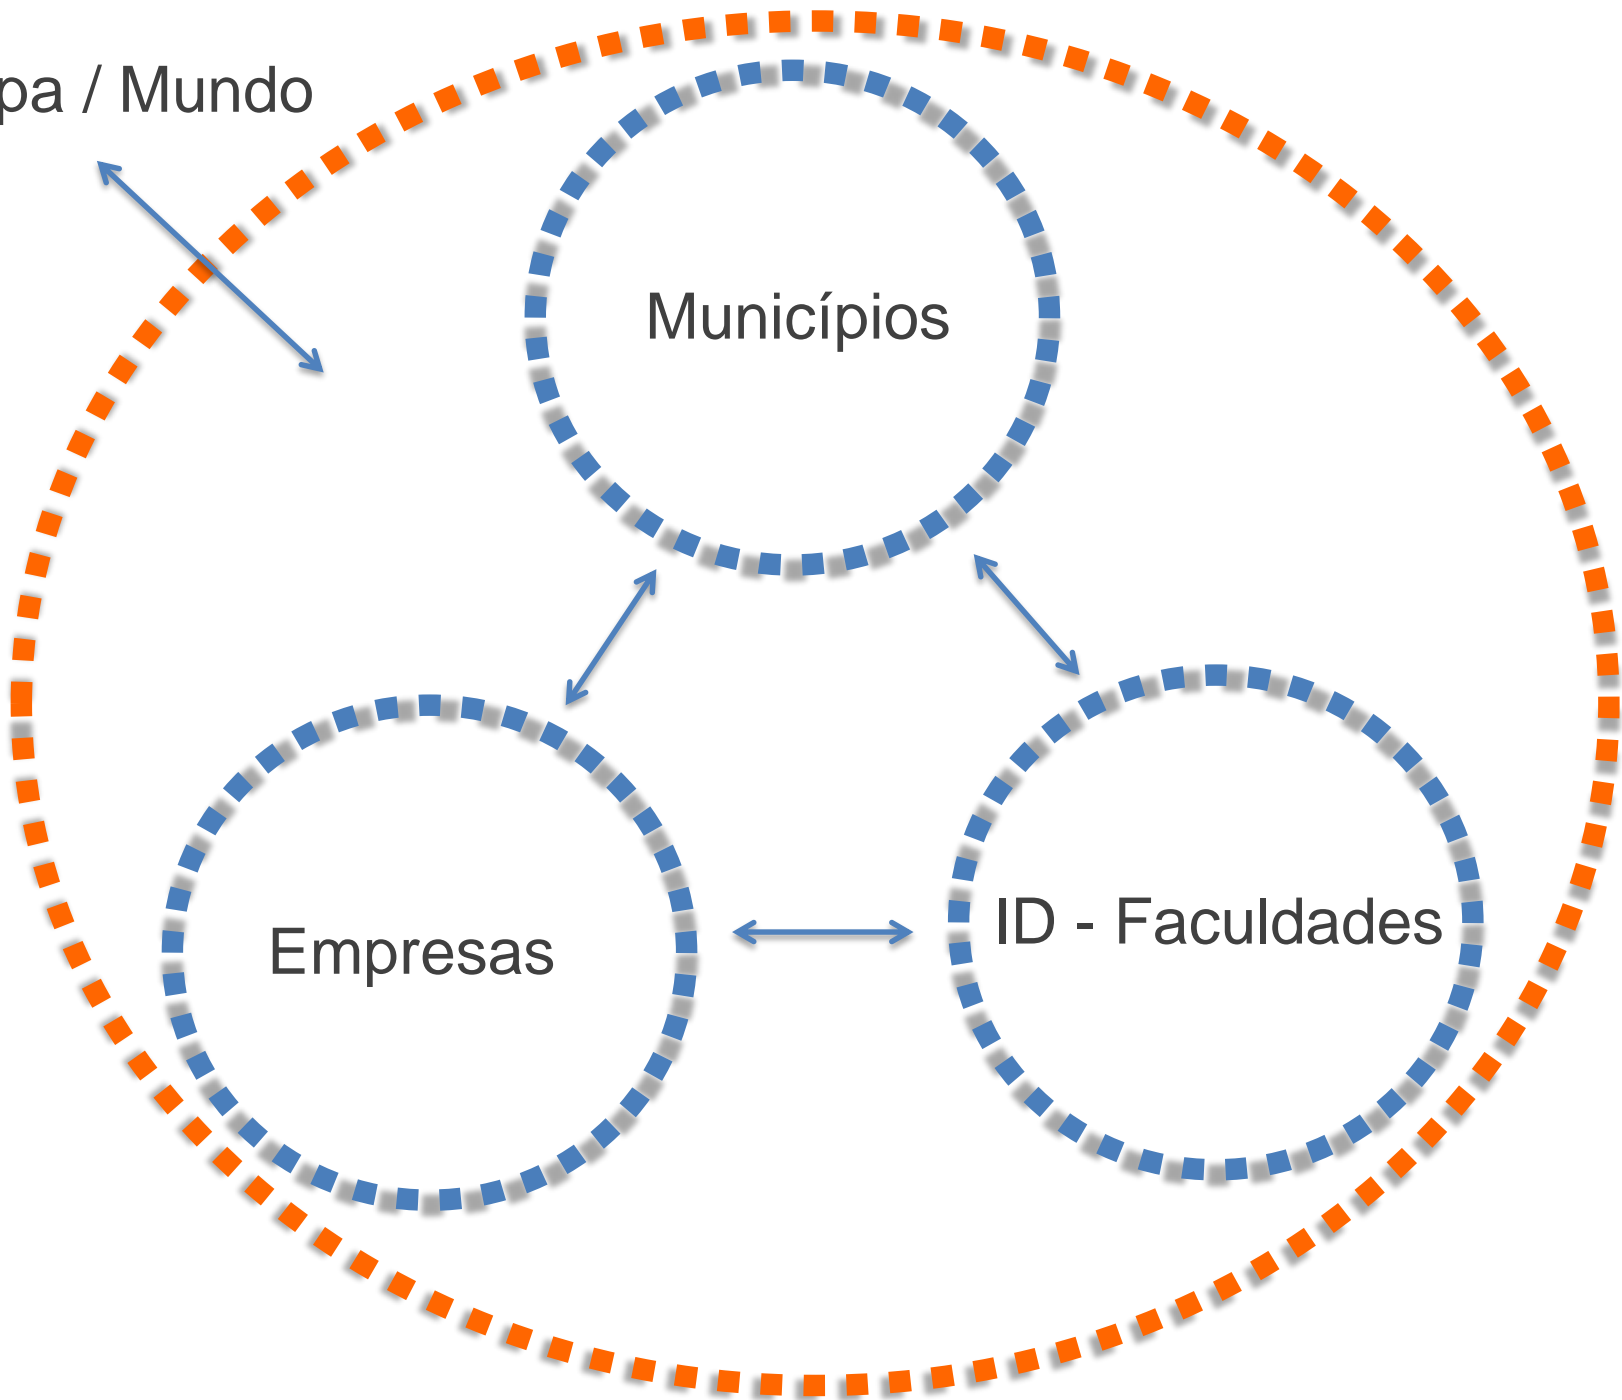 pa / Mundo
Municípios
Empresas
ID - Faculdades